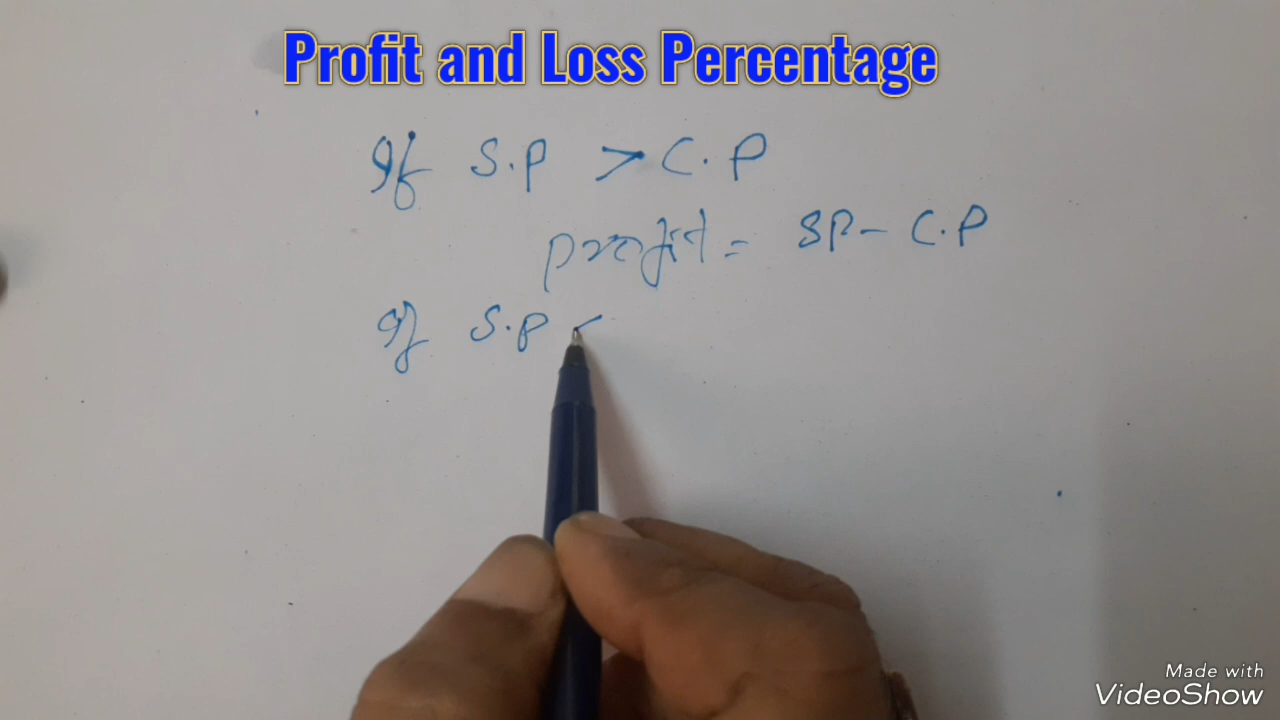 Profit and Loss Percentage
If S.P > C.P
profit = SP - C.P
If S.P <
Made with
VideoShow